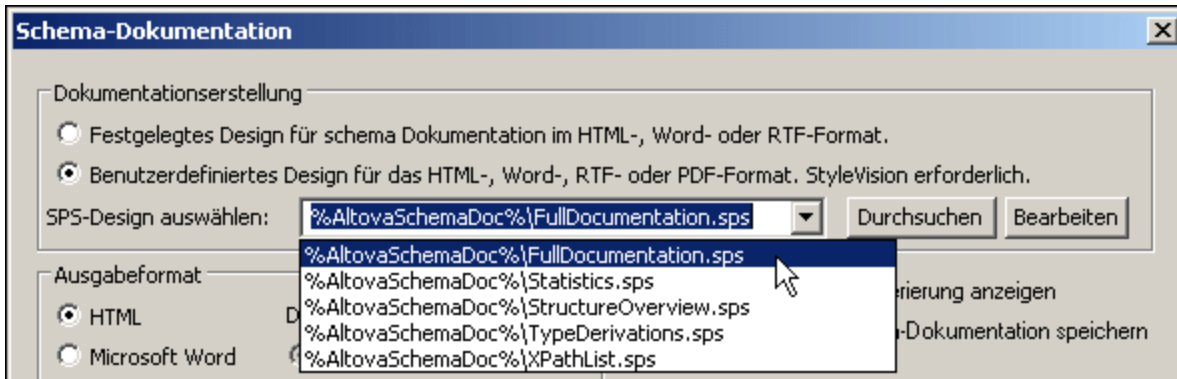 Schema-Dokumentation
Dokumentationserstellung
Festgelegtes Design für schema Dokumentation im HTML-, Word- oder RTF-Format.
Benutzerdefiniertes Design für das HTML-, Word-, RTF- oder PDF-Format. StyleVision erforderlich.
SPS-Design auswählen: %AltovaSchemaDoc%\FullDocumentation.sps Durchsuchen Bearbeiten
%AltovaSchemaDoc%\FullDocumentation.sps
Ausgabeformat
%AltovaSchemaDoc%\Statistics.sps
anzeigen
HTML %AltovaSchemaDoc%\StructureOverview.sps
%AltovaSchemaDoc%\TypeDerivations.sps -Dokumentation speichern
Microsoft Word %AltovaSchemaDoc%\XPathList.sps